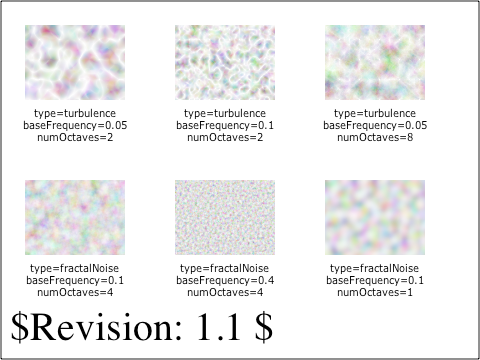 type=turbulence
baseFrequency=0.05
numOctaves=2
type=turbulence
baseFrequency=0.1
numOctaves=2
type=turbulence
baseFrequency=0.05
numOctaves=8
type=fractalNoise
baseFrequency=0.1
numOctaves=4
type=fractalNoise
baseFrequency=0.4
numOctaves=4
type=fractalNoise
baseFrequency=0.1
numOctaves=1
$Revision: 1.1 $